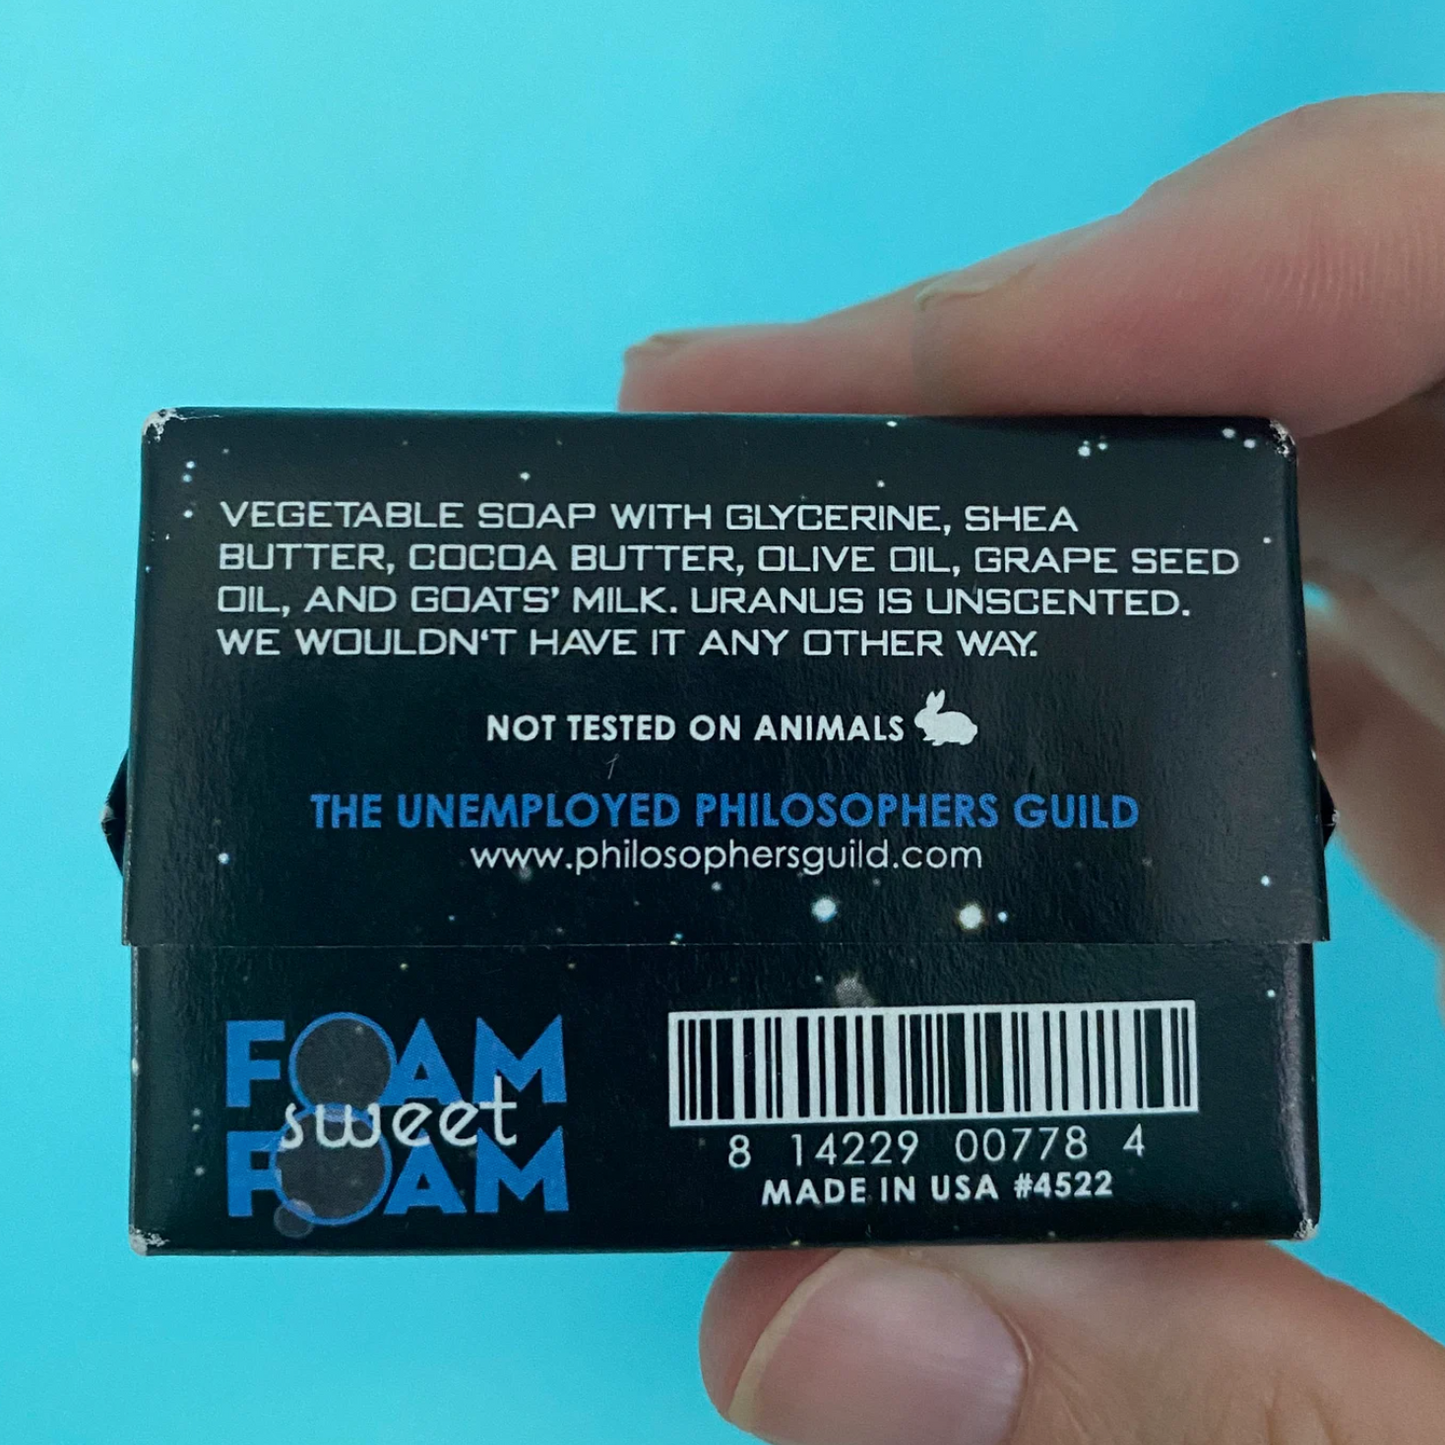 VEGETABLE SOAP WITH GLYCERINE, SHEA
BUTTER, COCOA BUTTER, OLIVE OIL, GRAPE SEED
OIL, AND GOATS' MILK. URANUS IS UNSCENTED.
WE WOULDN'T HAVE IT ANY OTHER WAY.
NOT TESTED ON ANIMALS
THE UNEMPLOYED PHILOSOPHERS GUILD
www.philosophersguild.com
FOAM
sweet
FOAM
8 14229 00778 4
MADE IN USA #4522